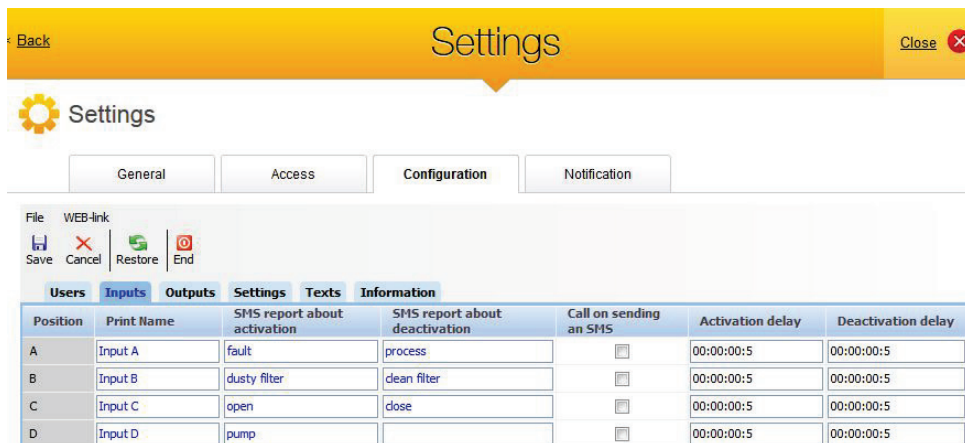 < Back
Settings
Close
Settings
General Access Configuration Notification
File WEB-link
Save Cancel Restore End
Users Inputs Outputs Settings Texts Information
Position Print Name SMS report about activation SMS report about deactivation Call on sending an SMS Activation delay Deactivation delay
A Input A fault process 00:00:00:5 00:00:00:5
B Input B dusty filter clean filter 00:00:00:5 00:00:00:5
C Input C open close 00:00:00:5 00:00:00:5
D Input D pump 00:00:00:5 00:00:00:5